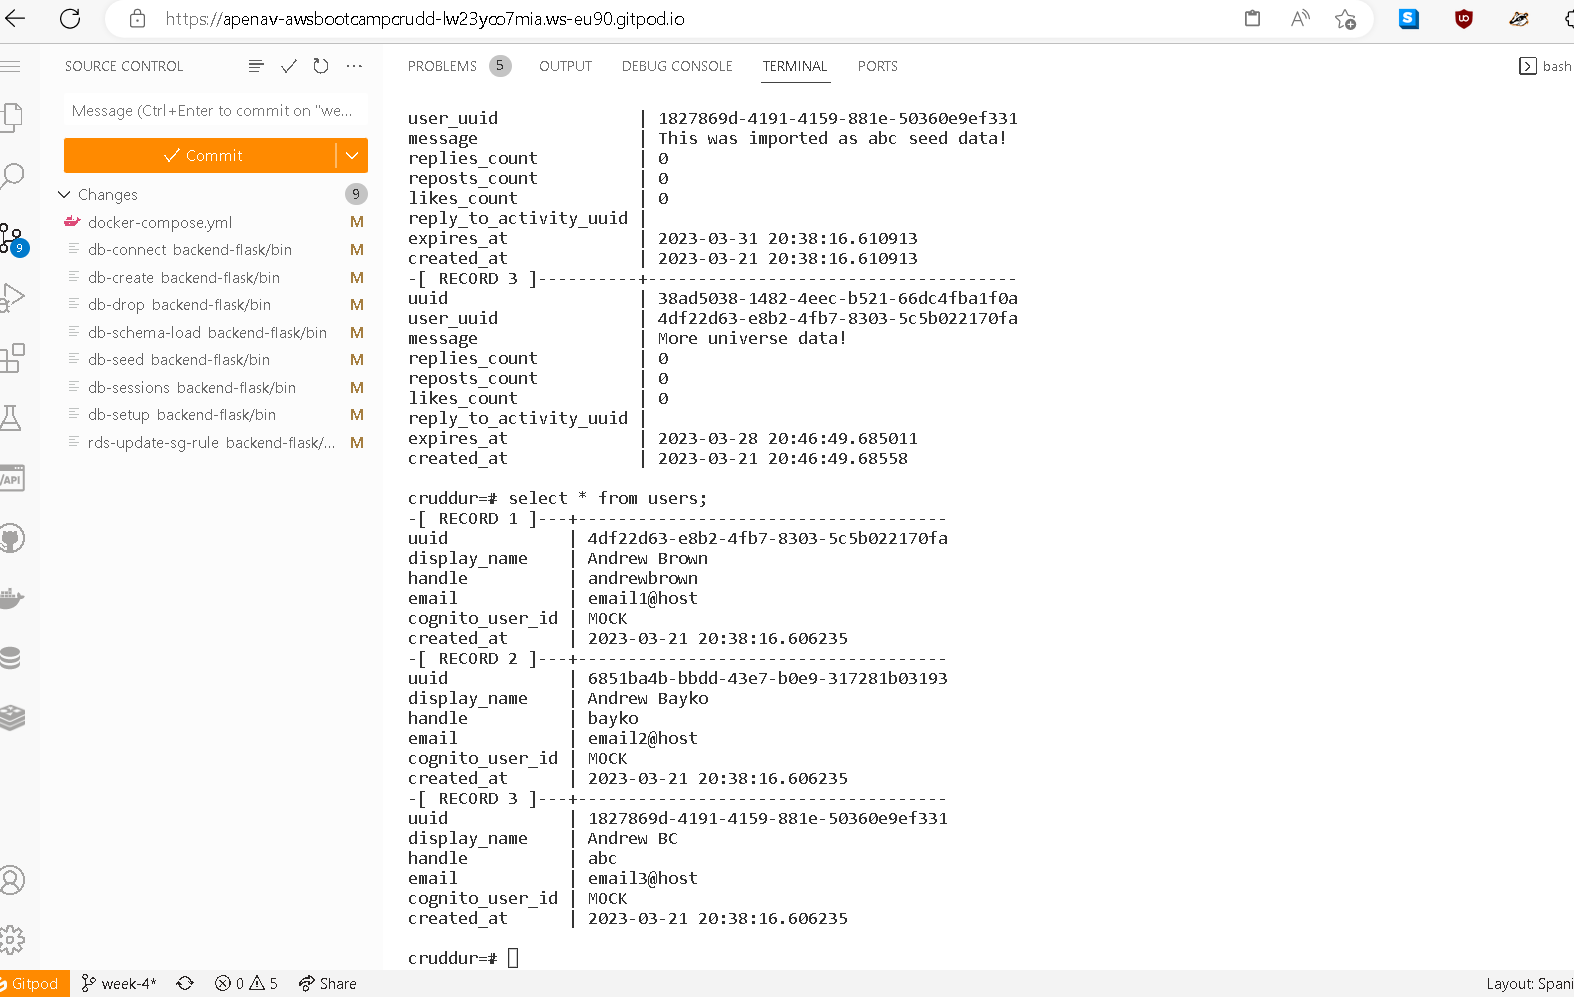 https://apenav-awsbootcampcrudd-lw23yoo7mia.ws-eu90.gitpod.io
SOURCE CONTROL
Message (Ctrl+Enter to commit on "we...
Commit
Changes 9
docker-compose.yml M
db-connect backend-flask/bin M
db-create backend-flask/bin M
db-drop backend-flask/bin M
db-schema-load backend-flask/bin M
db-seed backend-flask/bin M
db-sessions backend-flask/bin M
db-setup backend-flask/bin M
rds-update-sg-rule backend-flask/... M
9
/API
PROBLEMS 5 OUTPUT DEBUG CONSOLE TERMINAL PORTS
bash
user_uuid | 1827869d-4191-4159-881e-50360e9ef331
message | This was imported as abc seed data!
replies_count | 0
reposts_count | 0
likes_count | 0
reply_to_activity_uuid |
expires_at | 2023-03-31 20:38:16.610913
created_at | 2023-03-21 20:38:16.610913
-[ RECORD 3 ]----------+-------------------------------------
uuid | 38ad5038-1482-4eec-b521-66dc4fba1f0a
user_uuid | 4df22d63-e8b2-4fb7-8303-5c5b022170fa
message | More universe data!
replies_count | 0
reposts_count | 0
likes_count | 0
reply_to_activity_uuid |
expires_at | 2023-03-28 20:46:49.685011
created_at | 2023-03-21 20:46:49.68558
cruddur=# select * from users;
-[ RECORD 1 ]---+-------------------------------------
uuid | 4df22d63-e8b2-4fb7-8303-5c5b022170fa
display_name | Andrew Brown
handle | andrewbrown
email | email1@host
cognito_user_id | MOCK
created_at | 2023-03-21 20:38:16.606235
-[ RECORD 2 ]---+-------------------------------------
uuid | 6851ba4b-bbdd-43e7-b0e9-317281b03193
display_name | Andrew Bayko
handle | bayko
email | email2@host
cognito_user_id | MOCK
created_at | 2023-03-21 20:38:16.606235
-[ RECORD 3 ]---+-------------------------------------
uuid | 1827869d-4191-4159-881e-50360e9ef331
display_name | Andrew BC
handle | abc
email | email3@host
cognito_user_id | MOCK
created_at | 2023-03-21 20:38:16.606235
cruddur=#
Gitpod week-4* 0 5 Share Layout: Spani